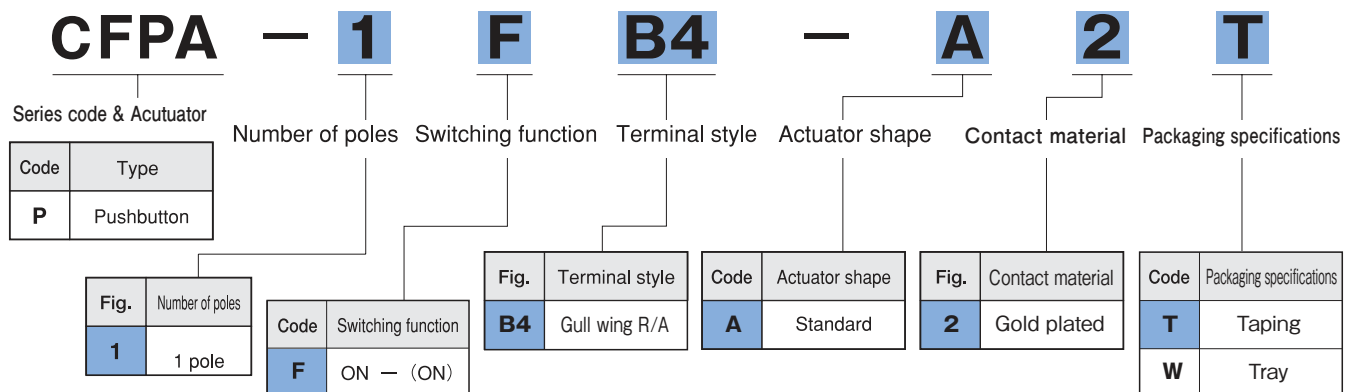 CFPA — 1 F B4 — A 2 T
Series code & Acutuator
Number of poles
Switching function
Terminal style
Actuator shape
Contact material
Packaging specifications
Code Type
P Pushbutton
Fig. Number of poles
1 1 pole
Code Switching function
F ON — (ON)
Fig. Terminal style
B4 Gull wing R/A
Code Actuator shape
A Standard
Fig. Contact material
2 Gold plated
Code Packaging specifications
T Taping
W Tray